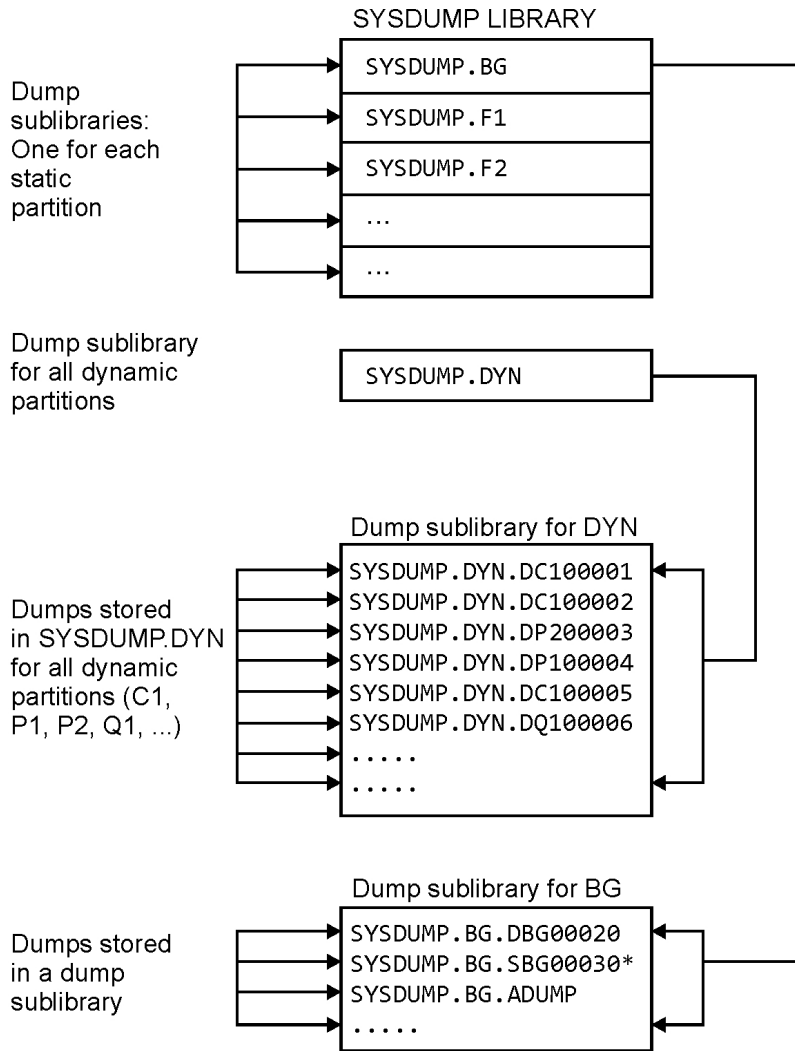 SYSDUMP LIBRARY
Dump
sublibraries:
One for each
static
partition
SYSDUMP.BG
SYSDUMP.F1
SYSDUMP.F2
...
...
Dump sublibrary
for all dynamic
partitions
SYSDUMP.DYN
Dump sublibrary for DYN
Dumps stored
in SYSDUMP.DYN
for all dynamic
partitions (C1,
P1, P2, Q1, ...)
SYSDUMP.DYN.DC100001
SYSDUMP.DYN.DC100002
SYSDUMP.DYN.DP200003
SYSDUMP.DYN.DP100004
SYSDUMP.DYN.DC100005
SYSDUMP.DYN.DQ100006
.....
.....
Dump sublibrary for BG
Dumps stored
in a dump
sublibrary
SYSDUMP.BG.DBG00020
SYSDUMP.BG.SBG00030*
SYSDUMP.BG.ADUMP
.....